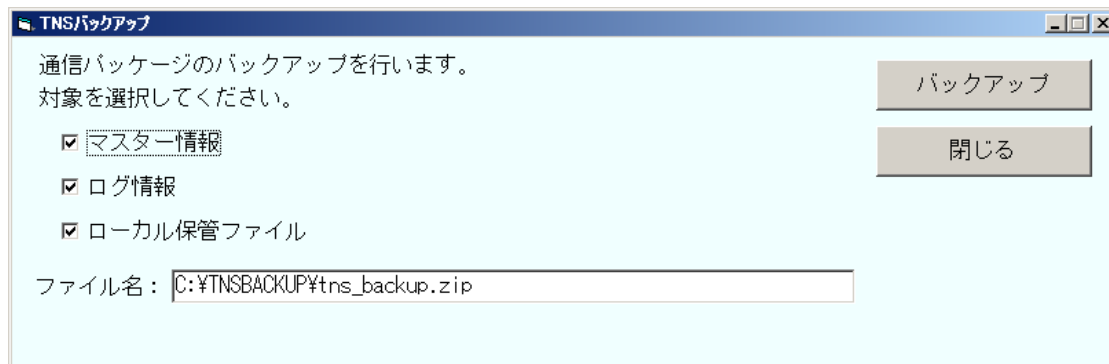 TNSバックアップ
通信パッケージのバックアップを行います。
対象を選択してください。
マスター情報
ログ情報
ローカル保管ファイル
ファイル名： C:¥TNSBACKUP¥tns_backup.zip
バックアップ
閉じる